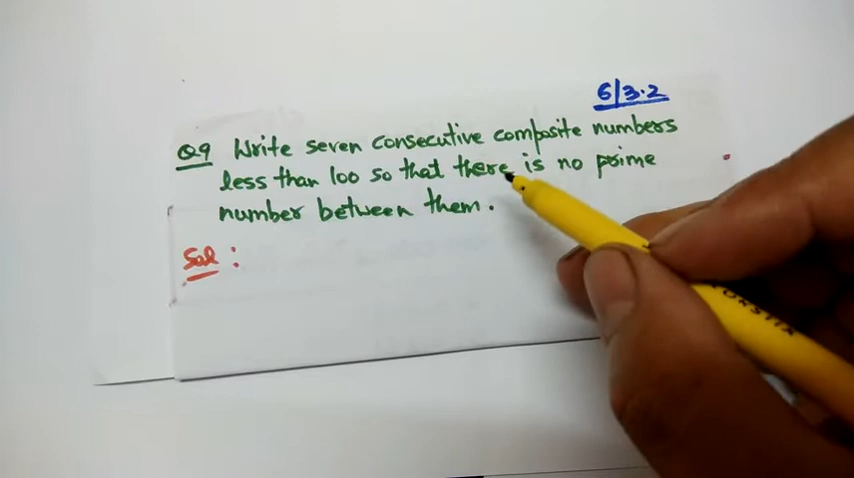 6/3.2
Q9 Write seven consecutive composite numbers
less than 100 so that there is no prime
number between them.
Sol :